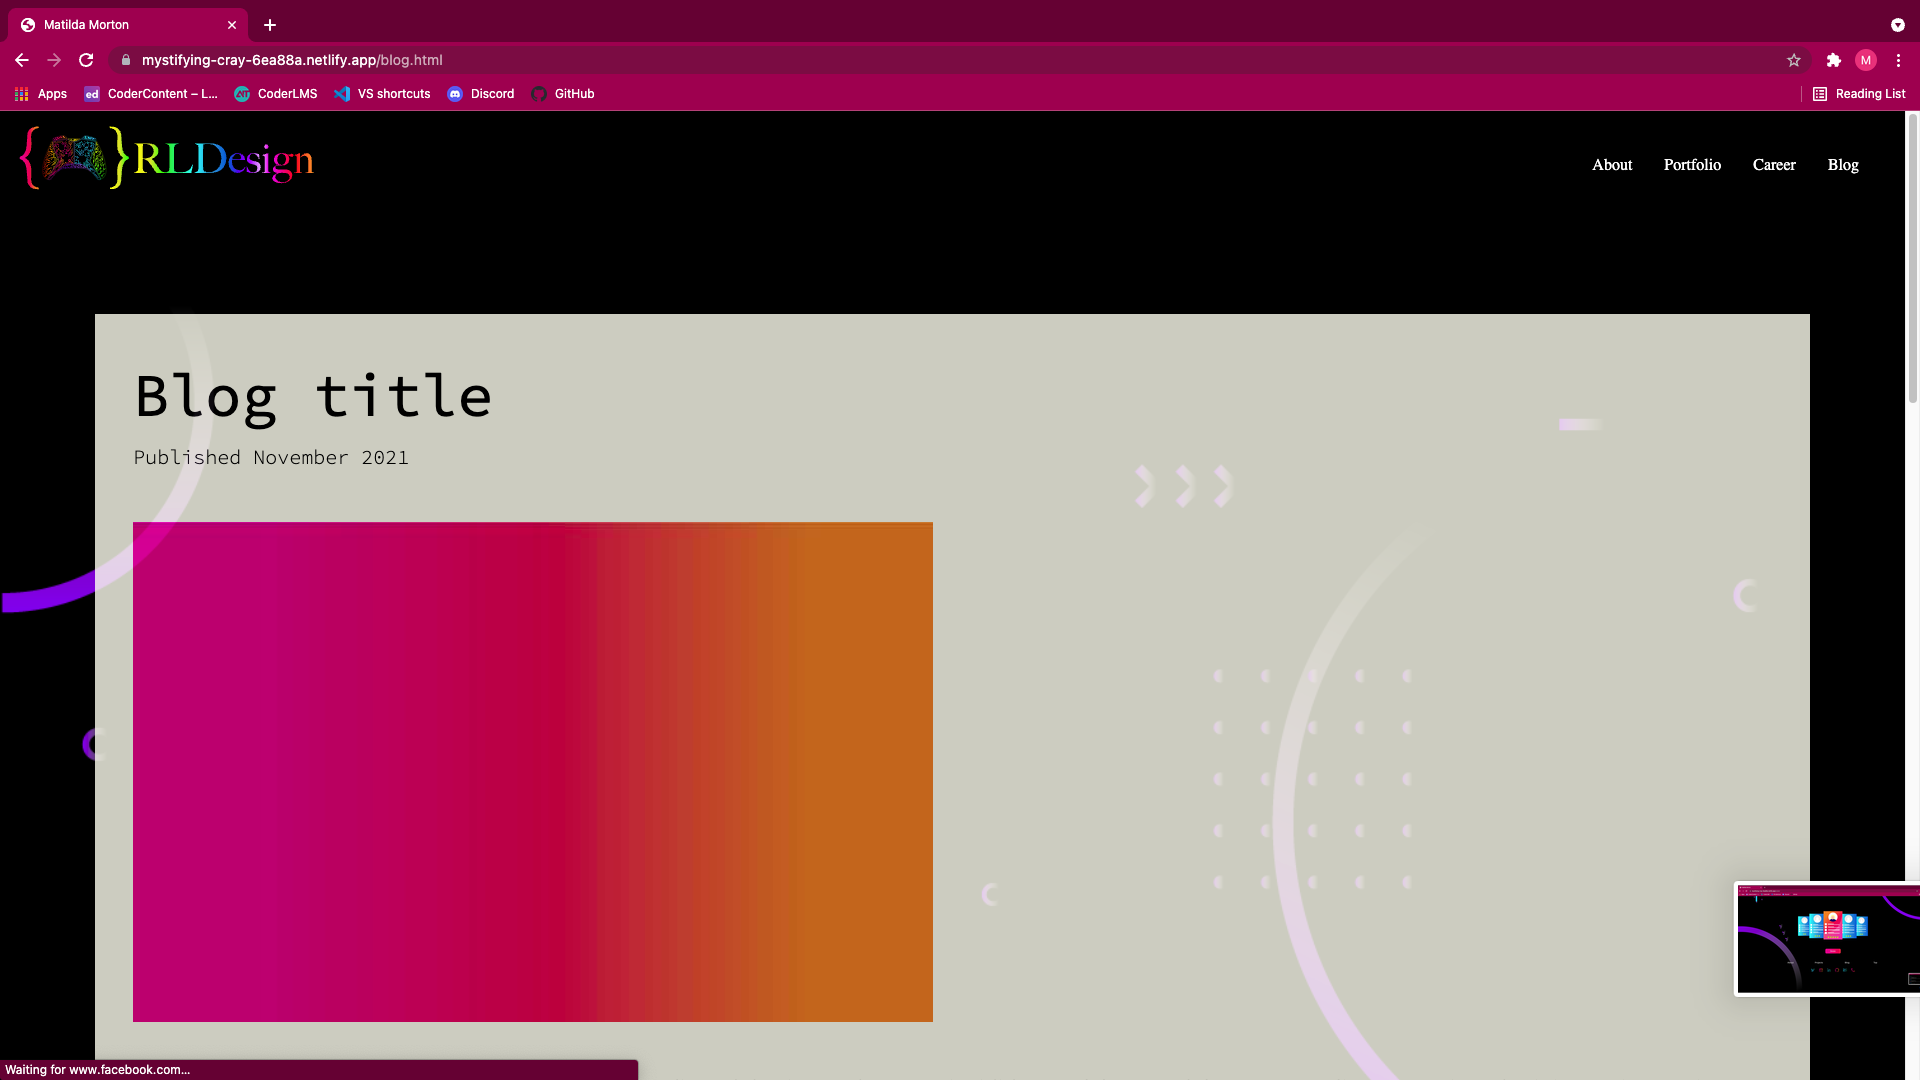 Matilda Morton
mystifying-cray-6ea88a.netlify.app/blog.html
M
Apps
ed
CoderContent – L...
CoderLMS
VS shortcuts
Discord
GitHub
Reading List
{ } RLDesign
About
Portfolio
Career
Blog
Blog title
Published November 2021
Waiting for www.facebook.com...